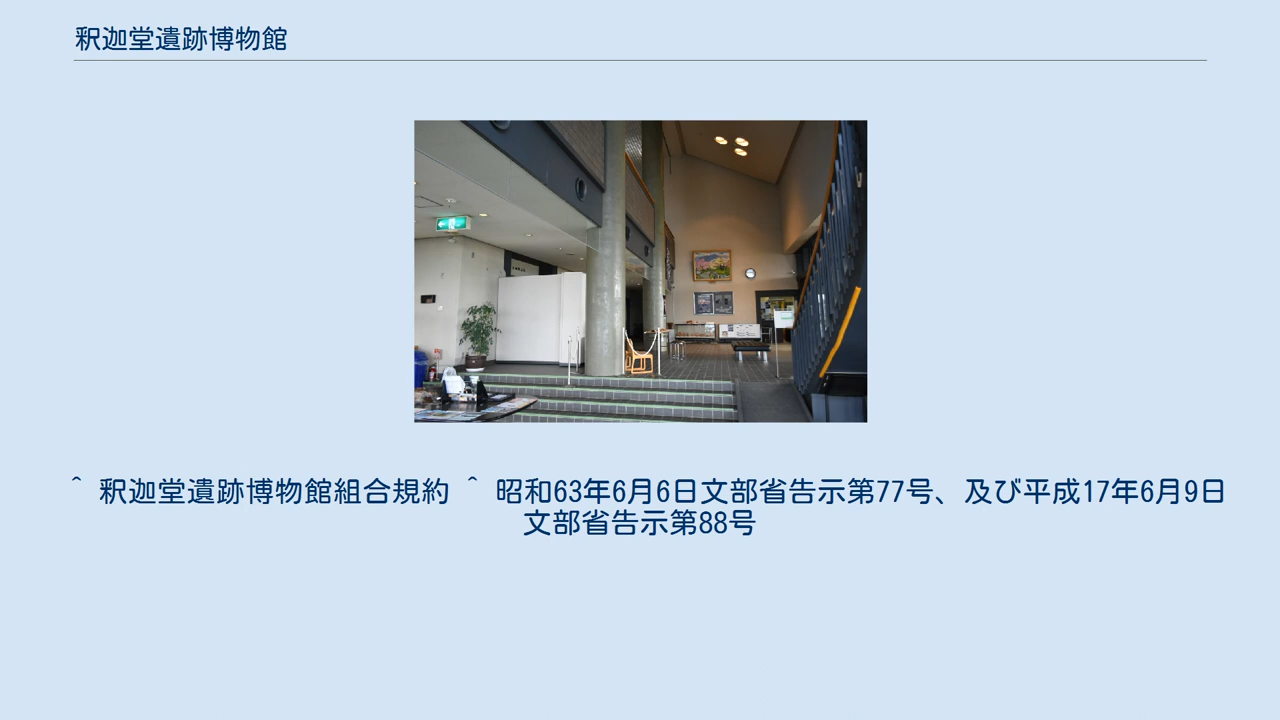 釈迦堂遺跡博物館
^ 釈迦堂遺跡博物館組合規約 ^ 昭和63年6月6日文部省告示第77号、及び平成17年6月9日
文部省告示第88号